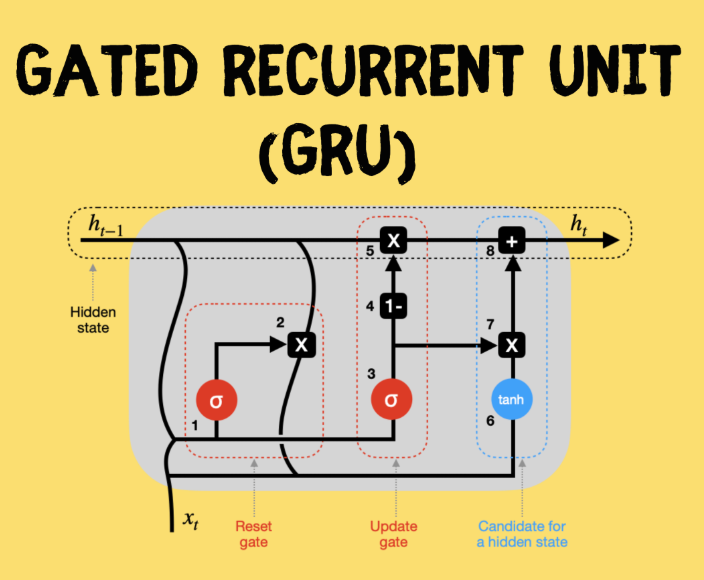 GATED RECURRENT UNIT
(GRU)
h_{t-1}
h_t
5 X
8 +
Hidden
state
4 1-
2 X
7 X
3
σ
σ
tanh
1
6
x_t
Reset
gate
Update
gate
Candidate for
a hidden state